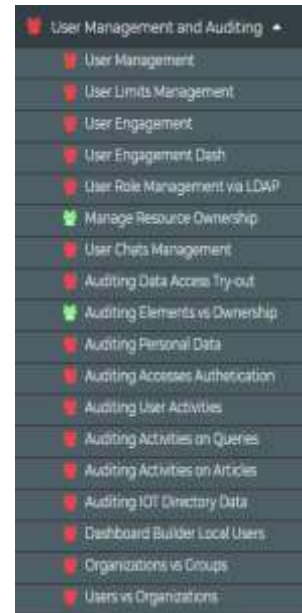 User Management and Auditing
User Management
User Limits Management
User Engagement
User Engagement Dash
User Role Management via LDAP
Manage Resource Ownership
User Chats Management
Auditing Data Access Try-out
Auditing Elements vs Ownership
Auditing Personal Data
Auditing Accesses Authetication
Auditing User Activities
Auditing Activities on Queries
Auditing Activities on Articles
Auditing IOT Directory Data
Dashboard Builder Local Users
Organizations vs Groups
Users vs Organizations